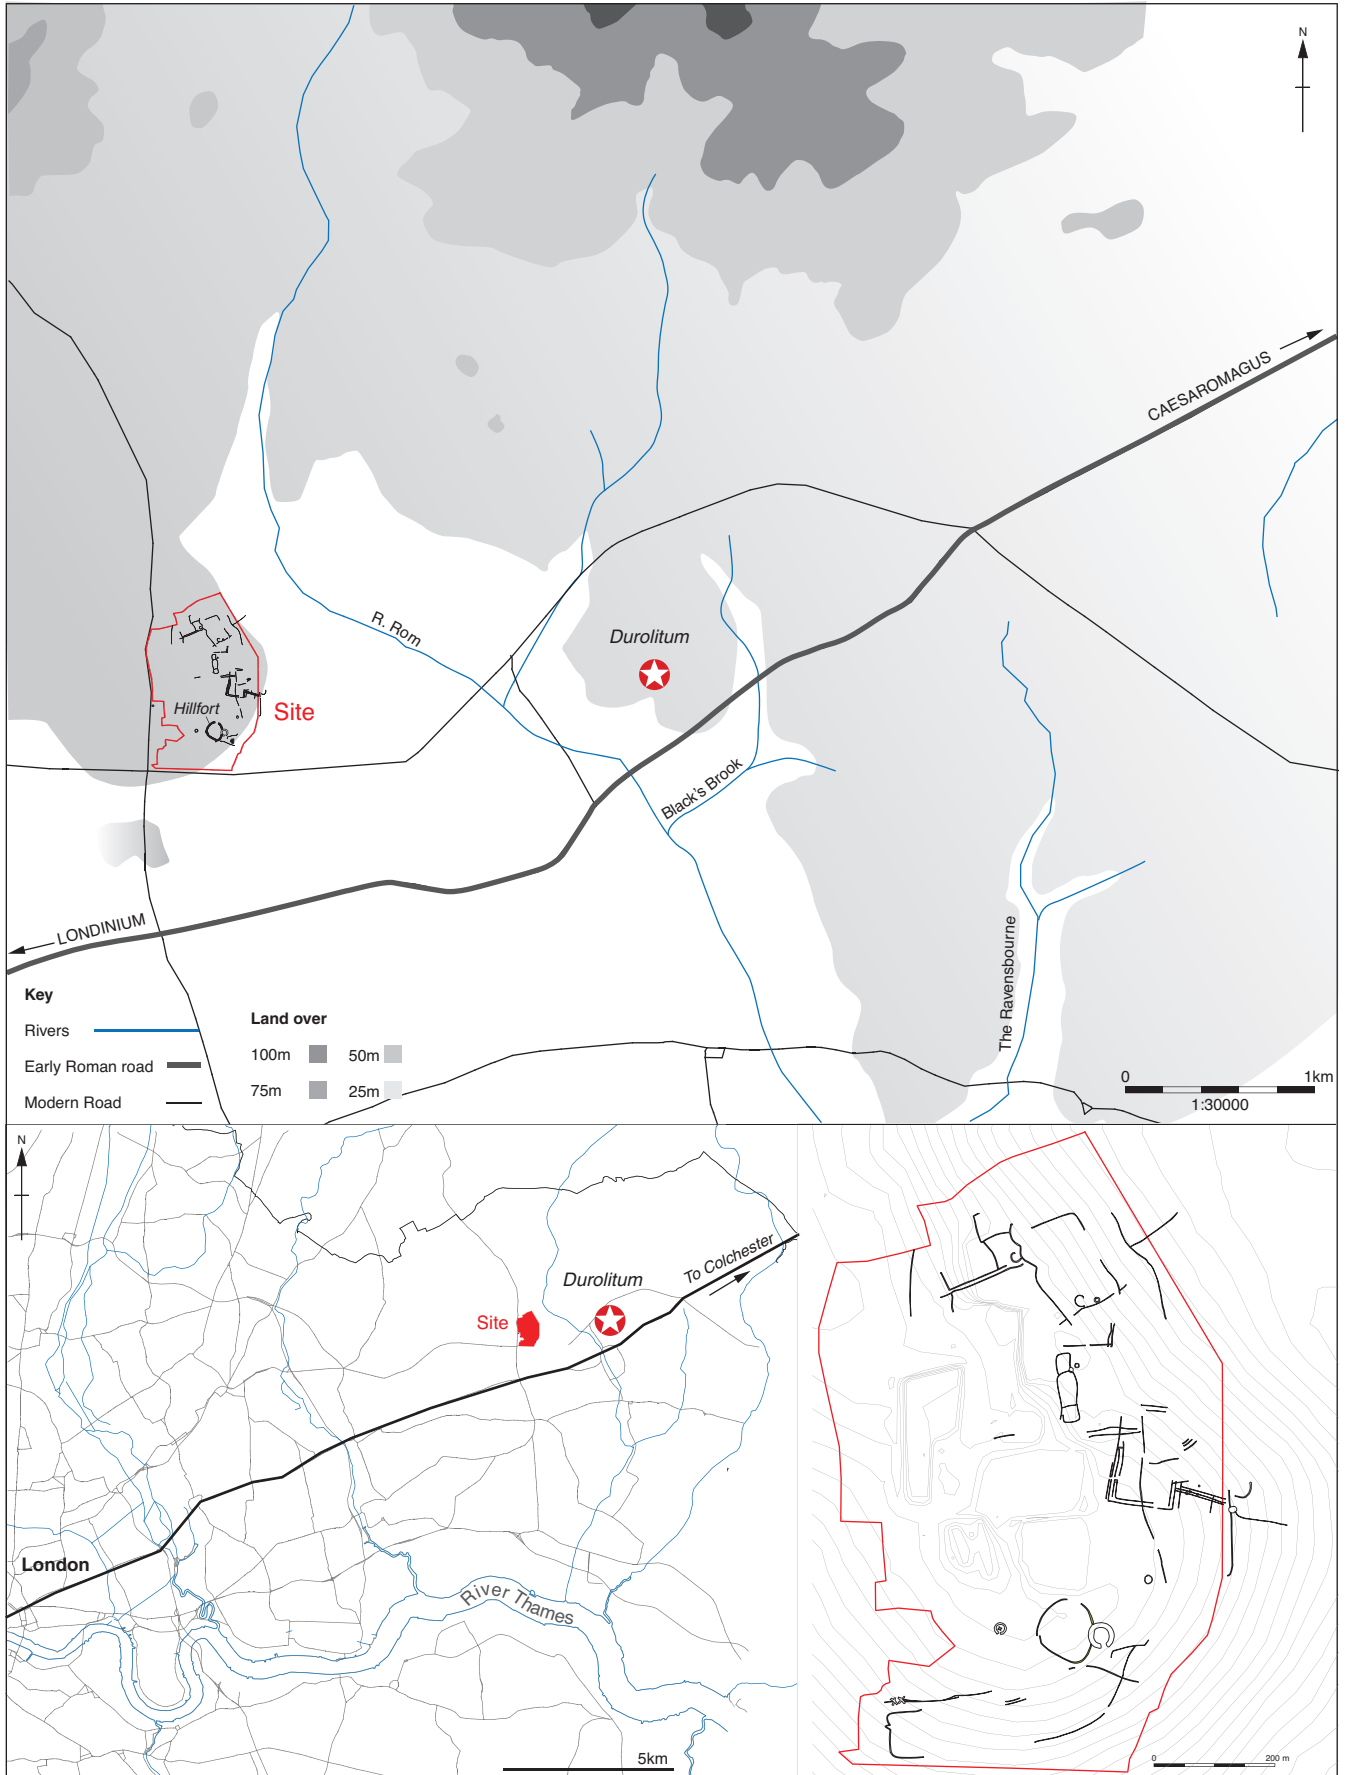 N
CAESAROMAGUS
R. Rom
Durolitum
Hillfort
Site
Black's Brook
LONDINIUM
The Ravensbourne
Key
Rivers
Early Roman road
Modern Road
Land over
100m
50m
75m
25m
0
1km
1:30000
N
To Colchester
Durolitum
Site
London
River Thames
5km
0
200 m